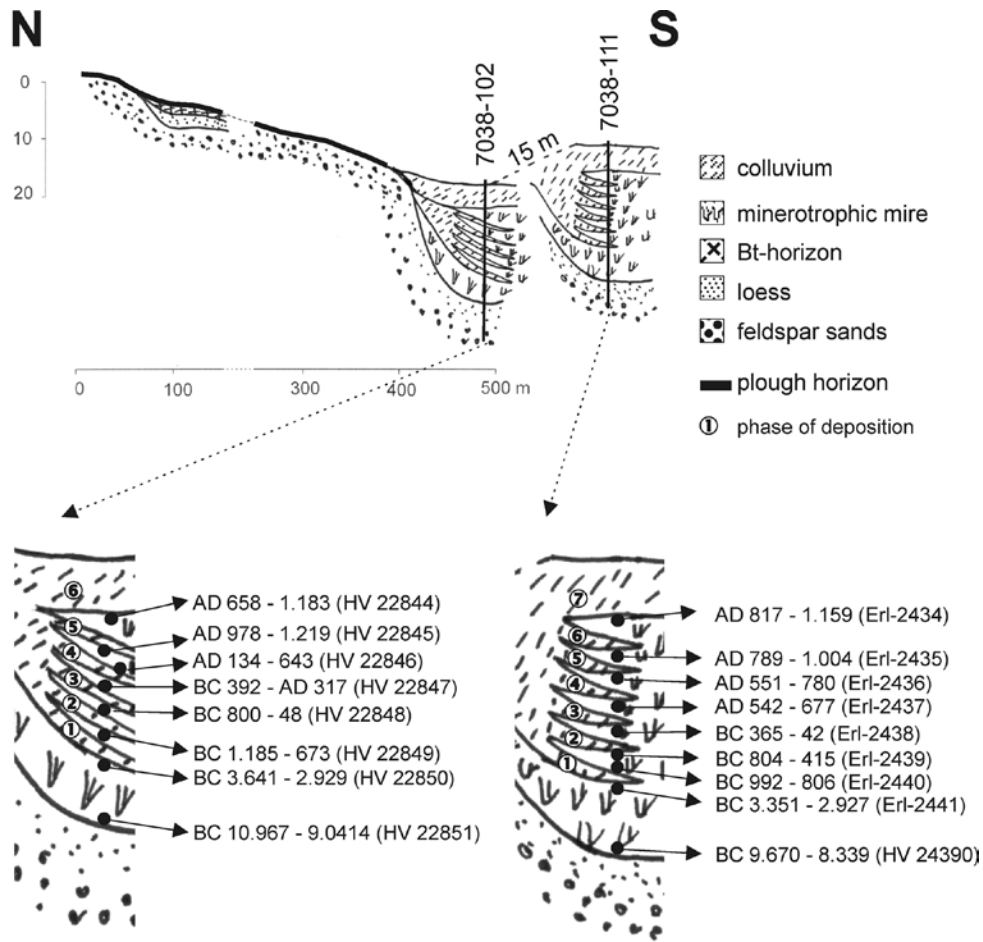 N
S
7038-102
7038-111
15 m
0
10
20
0
100
300
400
500 m
colluvium
minerotrophic mire
Bt-horizon
loess
feldspar sands
plough horizon
① phase of deposition
⑥
⑤
④
③
②
①
AD 658 - 1.183 (HV 22844)
AD 978 - 1.219 (HV 22845)
AD 134 - 643 (HV 22846)
BC 392 - AD 317 (HV 22847)
BC 800 - 48 (HV 22848)
BC 1.185 - 673 (HV 22849)
BC 3.641 - 2.929 (HV 22850)
BC 10.967 - 9.0414 (HV 22851)
⑦
⑥
⑤
④
③
②
①
AD 817 - 1.159 (Erl-2434)
AD 789 - 1.004 (Erl-2435)
AD 551 - 780 (Erl-2436)
AD 542 - 677 (Erl-2437)
BC 365 - 42 (Erl-2438)
BC 804 - 415 (Erl-2439)
BC 992 - 806 (Erl-2440)
BC 3.351 - 2.927 (Erl-2441)
BC 9.670 - 8.339 (HV 24390)